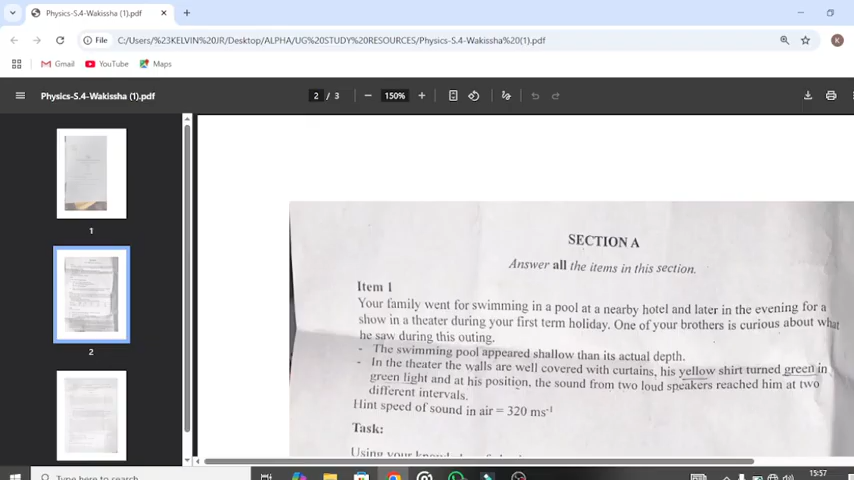 Physics-S.4-Wakissha (1).pdf
File C:/Users/%23KELVIN%20JR/Desktop/ALPHA/UG%20STUDY%20RESOURCES/Physics-S.4-Wakissha%20(1).pdf
K
Gmail YouTube Maps
Physics-S.4-Wakissha (1).pdf 2 / 3 150%
1
2
SECTION A
Answer all the items in this section.
Item 1
Your family went for swimming in a pool at a nearby hotel and later in the evening for a
show in a theater during your first term holiday. One of your brothers is curious about what
he saw during this outing.
- The swimming pool appeared shallow than its actual depth.
- In the theater the walls are well covered with curtains, his yellow shirt turned green in
green light and at his position, the sound from two loud speakers reached him at two
different intervals.
Hint speed of sound in air = 320 ms⁻¹
Task:
Using your knowledge of
Type here to search
15:57